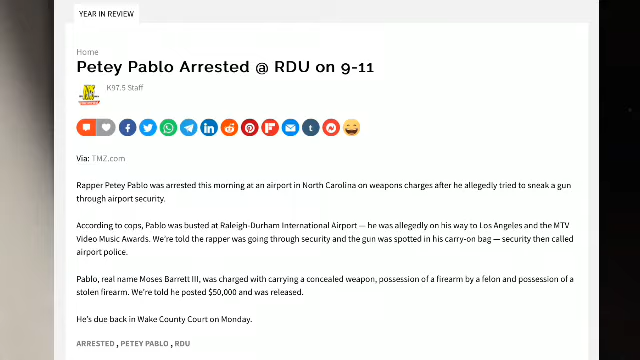 YEAR IN REVIEW
Home
Petey Pablo Arrested @ RDU on 9-11
K97.5 Staff
Via: TMZ.com
Rapper Petey Pablo was arrested this morning at an airport in North Carolina on weapons charges after he allegedly tried to sneak a gun
through airport security.
According to cops, Pablo was busted at Raleigh-Durham International Airport — he was allegedly on his way to Los Angeles and the MTV
Video Music Awards. We're told the rapper was going through security and the gun was spotted in his carry-on bag — security then called
airport police.
Pablo, real name Moses Barrett III, was charged with carrying a concealed weapon, possession of a firearm by a felon and possession of a
stolen firearm. We're told he posted $50,000 and was released.
He's due back in Wake County Court on Monday.
ARRESTED , PETEY PABLO , RDU